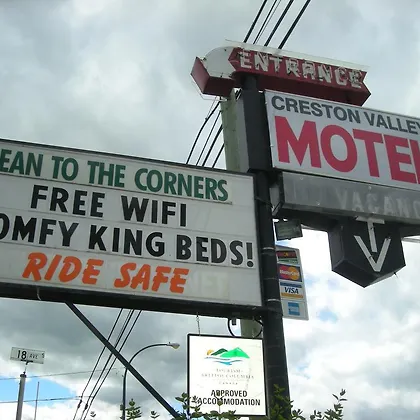 ENTRANCE
CRESTON VALLEY
MOTEL
VACANCY
EAN TO THE CORNERS
FREE WIFI
OMFY KING BEDS!
RIDE SAFE
VISA
18 AVE S
APPROVED
ACCOMMODATION